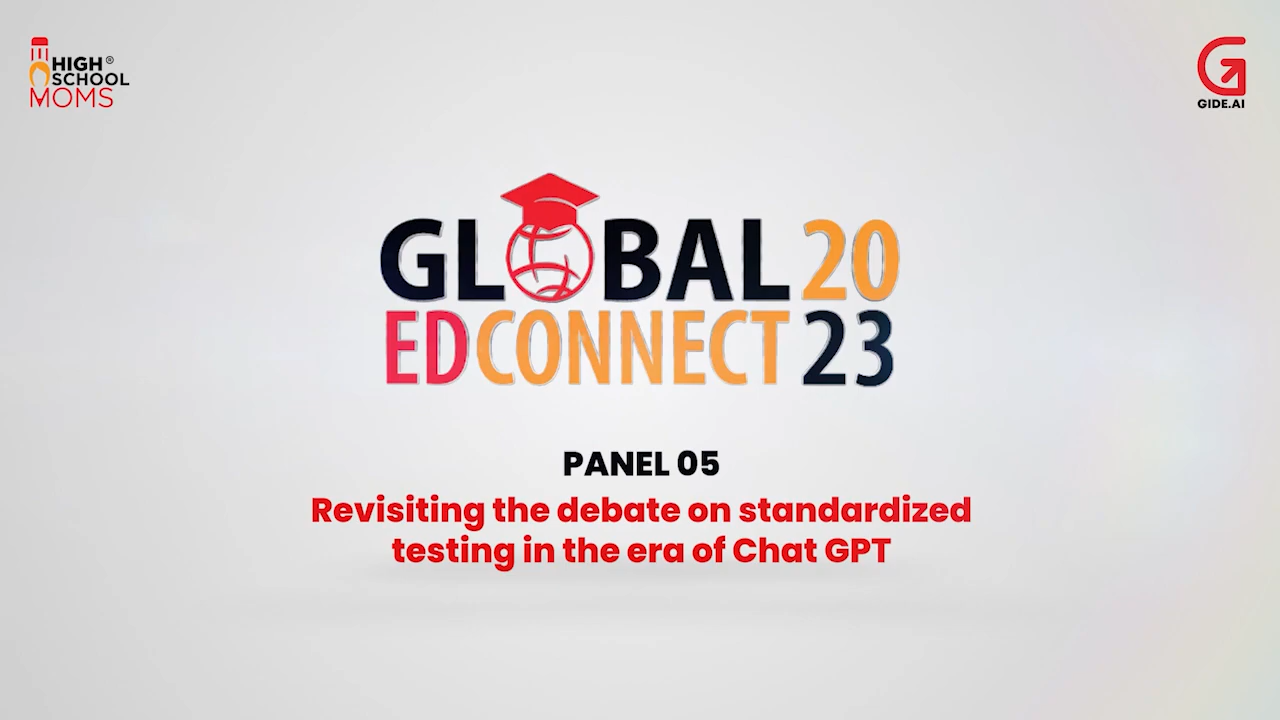 HIGH®
SCHOOL
MOMS
GIDE.AI
GLOBAL 20
EDCONNECT 23
PANEL 05
Revisiting the debate on standardized
testing in the era of Chat GPT